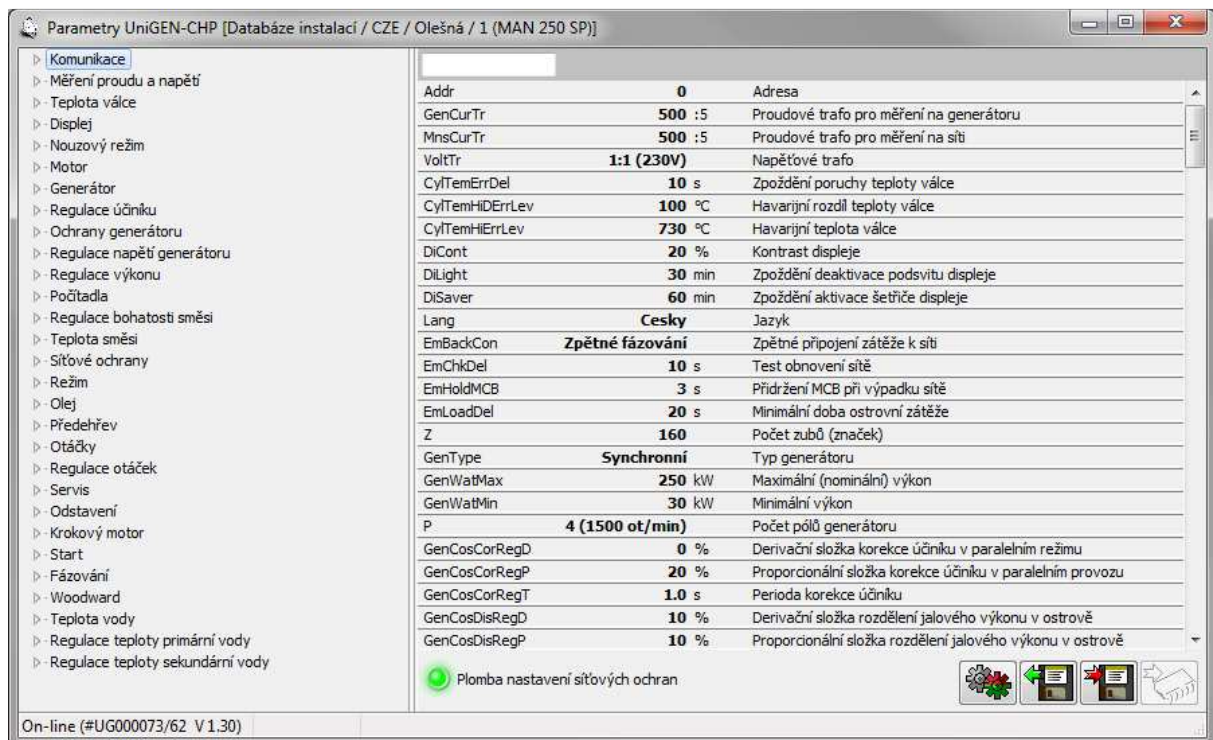 Parametry UniGEN-CHP [Databáze instalací / CZE / Olešná / 1 (MAN 250 SP)]
Komunikace
Měření proudu a napětí
Teplota válce
Displej
Nouzový režim
Motor
Generátor
Regulace účiníku
Ochrany generátoru
Regulace napětí generátoru
Regulace výkonu
Počítadla
Regulace bohatosti směsi
Teplota směsi
Síťové ochrany
Režim
Olej
Předehřev
Otáčky
Regulace otáček
Servis
Odstavení
Krokový motor
Start
Fázování
Woodward
Teplota vody
Regulace teploty primární vody
Regulace teploty sekundární vody
Addr 0 Adresa
GenCurTr 500 :5 Proudové trafo pro měření na generátoru
MnsCurTr 500 :5 Proudové trafo pro měření na síti
VoltTr 1:1 (230V) Napěťové trafo
CylTemErrDel 10 s Zpoždění poruchy teploty válce
CylTemHiDErrLev 100 °C Havarijní rozdíl teploty válce
CylTemHiErrLev 730 °C Havarijní teplota válce
DiCont 20 % Kontrast displeje
DiLight 30 min Zpoždění deaktivace podsvitu displeje
DiSaver 60 min Zpoždění aktivace šetřiče displeje
Lang Cesky Jazyk
EmBackCon Zpětné fázování Zpětné připojení zátěže k síti
EmChkDel 10 s Test obnovení sítě
EmHoldMCB 3 s Přidržení MCB při výpadku sítě
EmLoadDel 20 s Minimální doba ostrovní zátěže
Z 160 Počet zubů (značek)
GenType Synchronní Typ generátoru
GenWatMax 250 kW Maximální (nominální) výkon
GenWatMin 30 kW Minimální výkon
P 4 (1500 ot/min) Počet pólů generátoru
GenCosCorRegD 0 % Derivační složka korekce účiníku v paralelním režimu
GenCosCorRegP 20 % Proporcionální složka korekce účiníku v paralelním provozu
GenCosCorRegT 1.0 s Perioda korekce účiníku
GenCosDisRegD 10 % Derivační složka rozdělení jalového výkonu v ostrově
GenCosDisRegP 10 % Proporcionální složka rozdělení jalového výkonu v ostrově
Plomba nastavení síťových ochran
On-line (#UG000073/62 V 1.30)